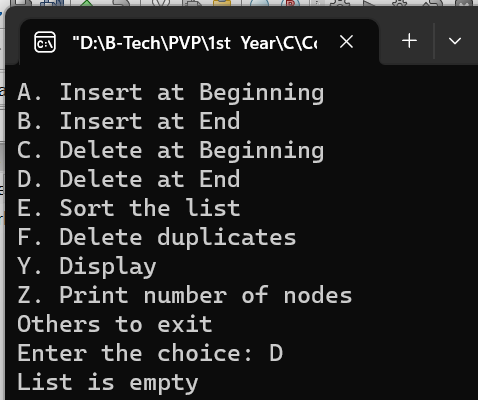 "D:\B-Tech\PVP\1st Year\C\Co
A. Insert at Beginning
B. Insert at End
C. Delete at Beginning
D. Delete at End
E. Sort the list
F. Delete duplicates
Y. Display
Z. Print number of nodes
Others to exit
Enter the choice: D
List is empty